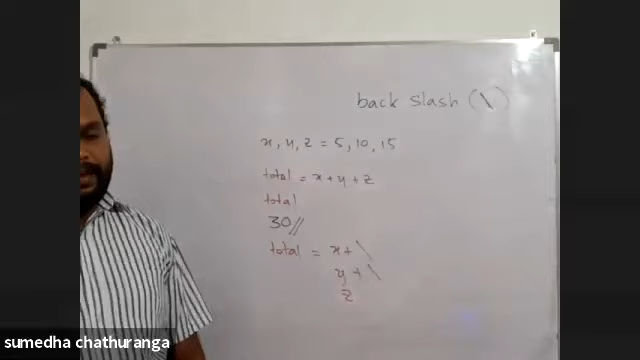 back slash (\)
x, y, z = 5, 10, 15
total = x + y + z
total
30//
total = x + \
y + \
z
sumedha chathuranga